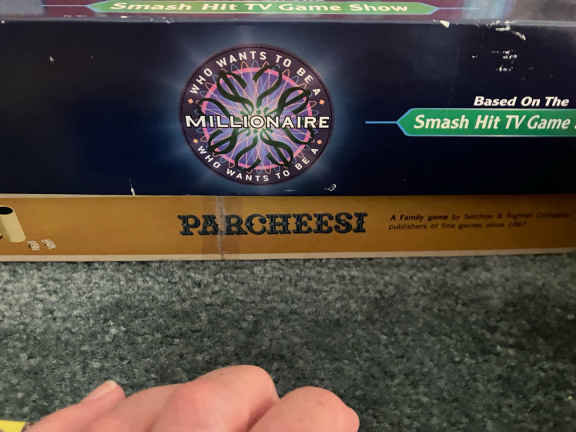 Smash Hit TV Game Show
WHO WANTS TO BE A
MILLIONAIRE
WHO WANTS TO BE A
Based On The
Smash Hit TV Game
PARCHEESI
A Family game by Selchow & Righter Company
publishers of fine games since 1867